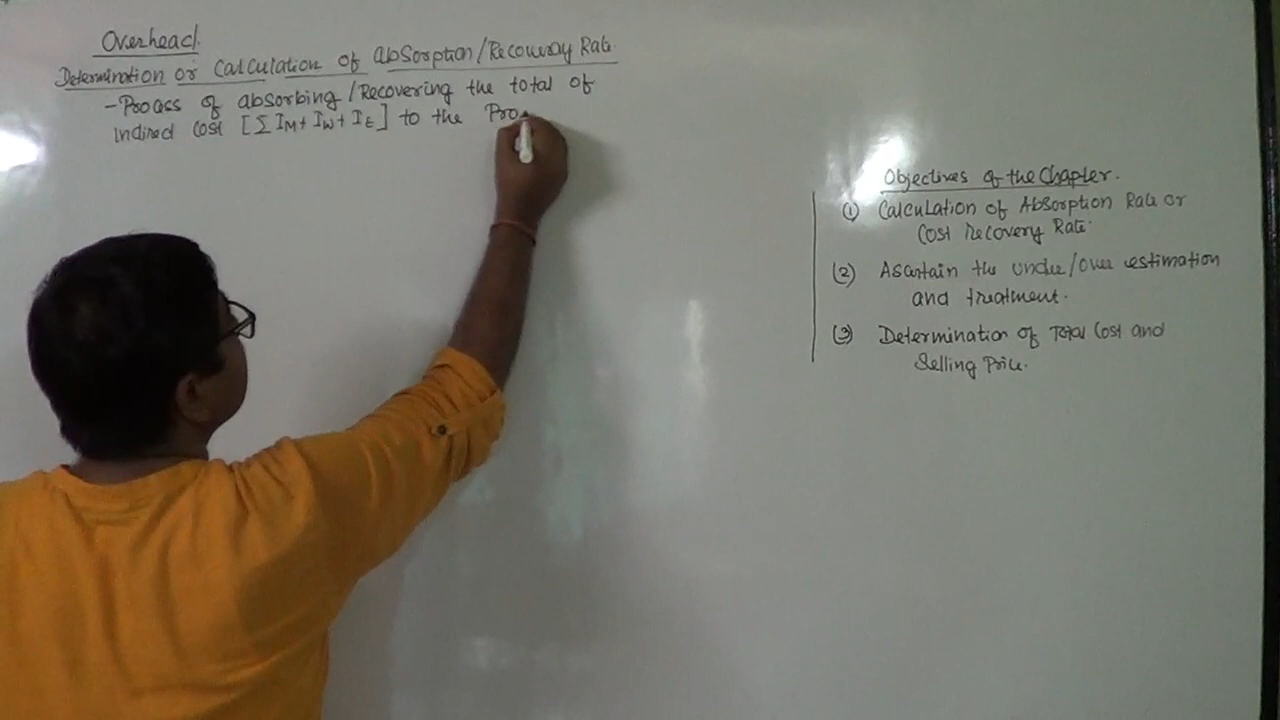 Overhead.
Determination or Calculation of Absorption/Recovery Rate.
- Process of absorbing/Recovering the total of
Indirect Cost [Σ IM + IW + IE] to the Pro
Objectives of the Chapter.
(1) Calculation of Absorption Rate or
Cost Recovery Rate.
(2) Ascertain the under/over estimation
and treatment.
(3) Determination of Total Cost and
Selling Price.